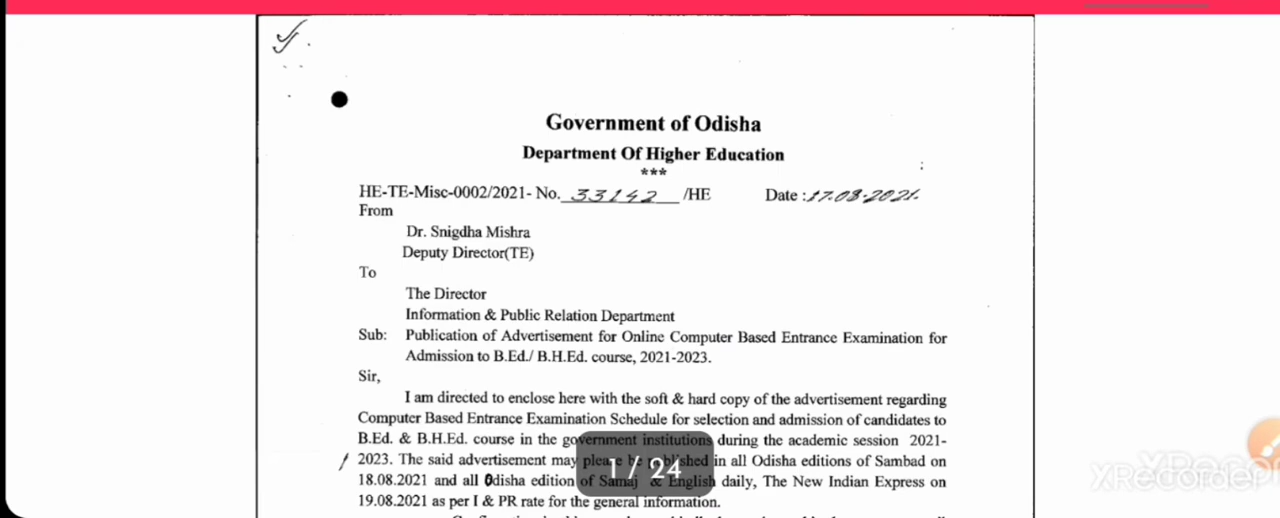 Government of Odisha
Department Of Higher Education
***
HE-TE-Misc-0002/2021- No. 33142 /HE Date :17.08.2021.
From
Dr. Snigdha Mishra
Deputy Director(TE)
To
The Director
Information & Public Relation Department
Sub: Publication of Advertisement for Online Computer Based Entrance Examination for
Admission to B.Ed./ B.H.Ed. course, 2021-2023.
Sir,
I am directed to enclose here with the soft & hard copy of the advertisement regarding
Computer Based Entrance Examination Schedule for selection and admission of candidates to
B.Ed. & B.H.Ed. course in the government institutions during the academic session 2021-
2023. The said advertisement may please be published in all Odisha editions of Sambad on
18.08.2021 and all Odisha edition of Samaj & English daily, The New Indian Express on
19.08.2021 as per I & PR rate for the general information.
1 / 24
XRecorder